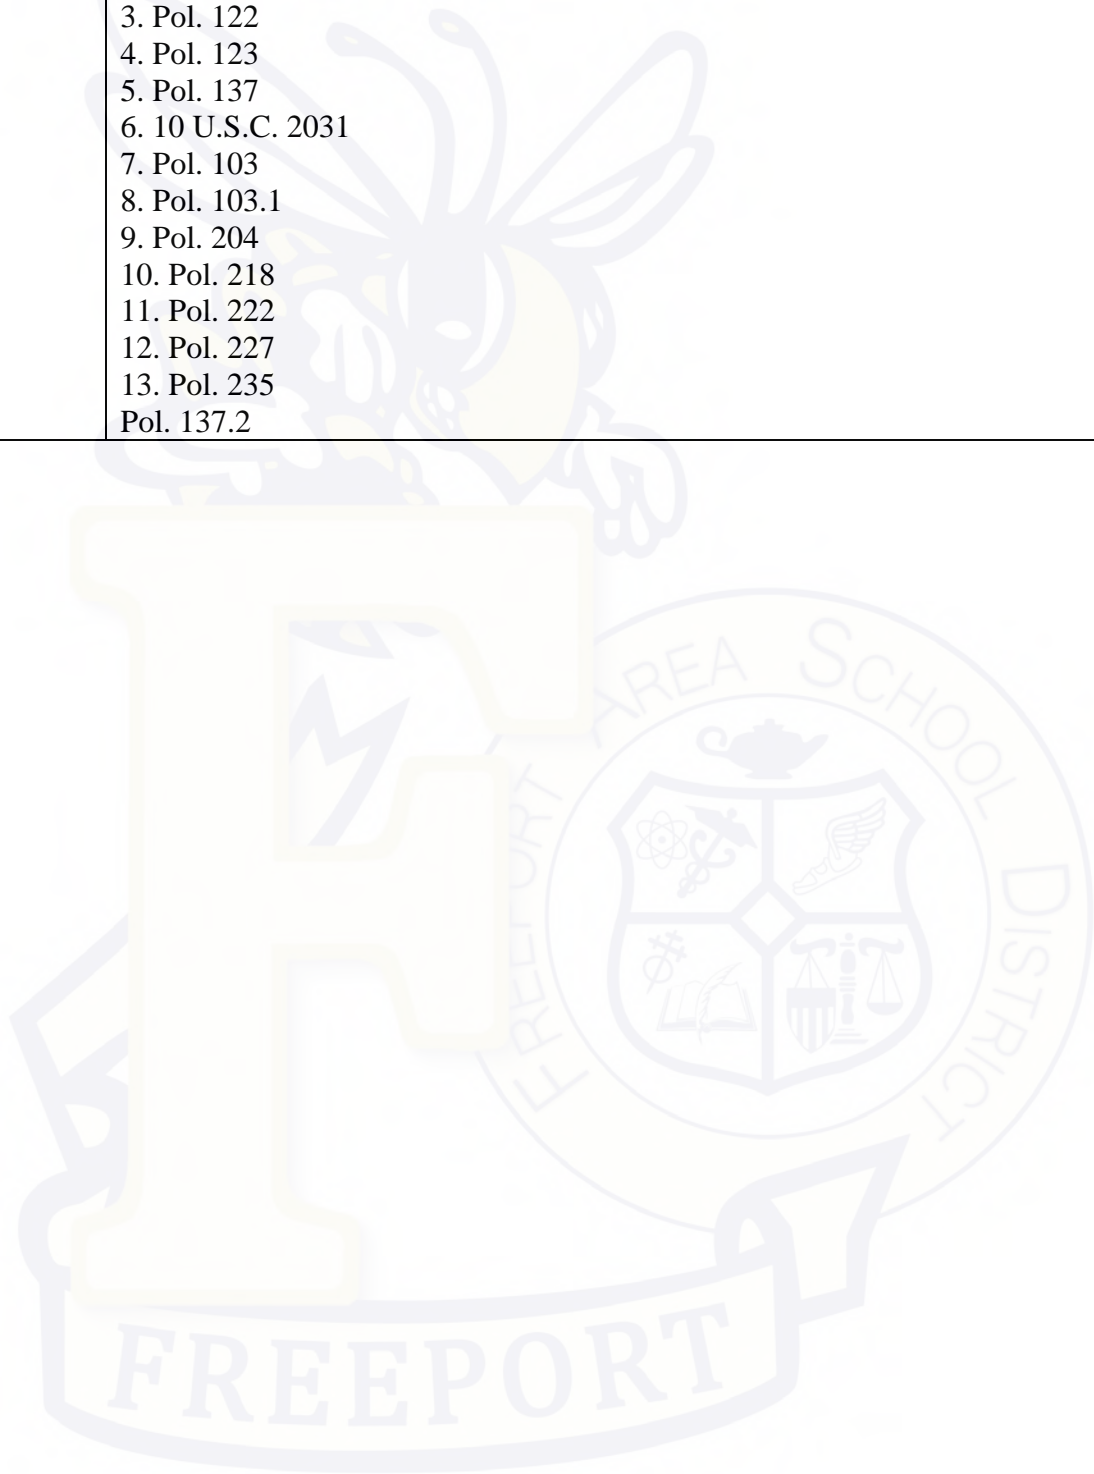 3. Pol. 122
4. Pol. 123
5. Pol. 137
6. 10 U.S.C. 2031
7. Pol. 103
8. Pol. 103.1
9. Pol. 204
10. Pol. 218
11. Pol. 222
12. Pol. 227
13. Pol. 235
Pol. 137.2
FREEPORT AREA SCHOOL DISTRICT
F
FREEPORT